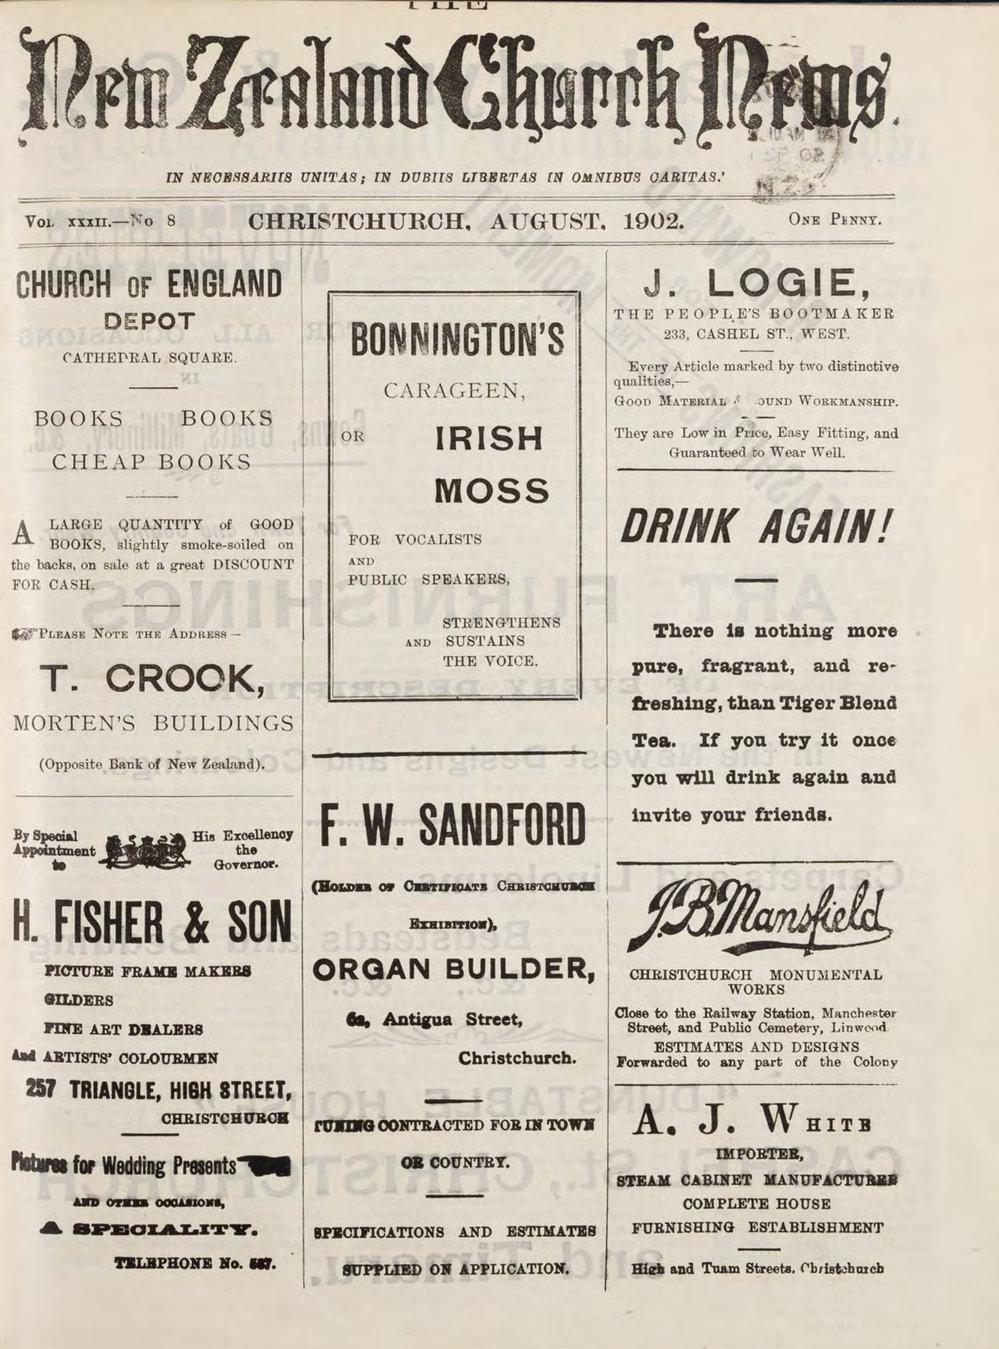 THE
New Zealand Church News.
IN NECESSARIIS UNITAS; IN DUBIIS LIBERTAS IN OMNIBUS CARITAS.'
VOL XXXII.—No 8
CHRISTCHURCH, AUGUST, 1902.
ONE PENNY.
CHURCH OF ENGLAND
DEPOT
CATHEDRAL SQUARE.
BOOKS BOOKS
CHEAP BOOKS
A LARGE QUANTITY of GOOD
BOOKS, slightly smoke-soiled on
the backs, on sale at a great DISCOUNT
FOR CASH.
☞PLEASE NOTE THE ADDRESS—
T. CROOK,
MORTEN'S BUILDINGS
(Opposite Bank of New Zealand).
By Special
Appointment
to
His Excellency
the
Governor.
H. FISHER & SON
PICTURE FRAME MAKERS
GILDERS
FINE ART DEALERS
And ARTISTS' COLOURMEN
257 TRIANGLE, HIGH STREET,
CHRISTCHURCH
Pictures for Wedding Presents
AND OTHER OCCASIONS,
A SPECIALITY.
TELEPHONE No.
BONNINGTON'S
CARAGEEN,
OR IRISH
MOSS
FOR VOCALISTS
AND
PUBLIC SPEAKERS,
STRENGTHENS
AND SUSTAINS
THE VOICE.
F. W. SANDFORD
(HOLDER OF CERTIFICATE CHRISTCHURCH
EXHIBITION),
ORGAN BUILDER,
6a, Antigua Street,
Christchurch.
TUNING CONTRACTED FOR IN TOWN
OR COUNTRY.
SPECIFICATIONS AND ESTIMATES
SUPPLIED ON APPLICATION.
J. LOGIE,
THE PEOPLE'S BOOTMAKER
233, CASHEL ST., WEST.
Every Article marked by two distinctive
qualities,—
GOOD MATERIAL & OUND WORKMANSHIP.
They are Low in Price, Easy Fitting, and
Guaranteed to Wear Well.
DRINK AGAIN!
There is nothing more
pure, fragrant, and re-
freshing, than Tiger Blend
Tea. If you try it once
you will drink again and
invite your friends.
J.B. Mansfield
CHRISTCHURCH MONUMENTAL
WORKS
Close to the Railway Station, Manchester
Street, and Public Cemetery, Linwood
ESTIMATES AND DESIGNS
Forwarded to any part of the Colony
A. J. WHITE
IMPORTER,
STEAM CABINET MANUFACTURER
COMPLETE HOUSE
FURNISHING ESTABLISHMENT
High and Tuam Streets. Christchurch